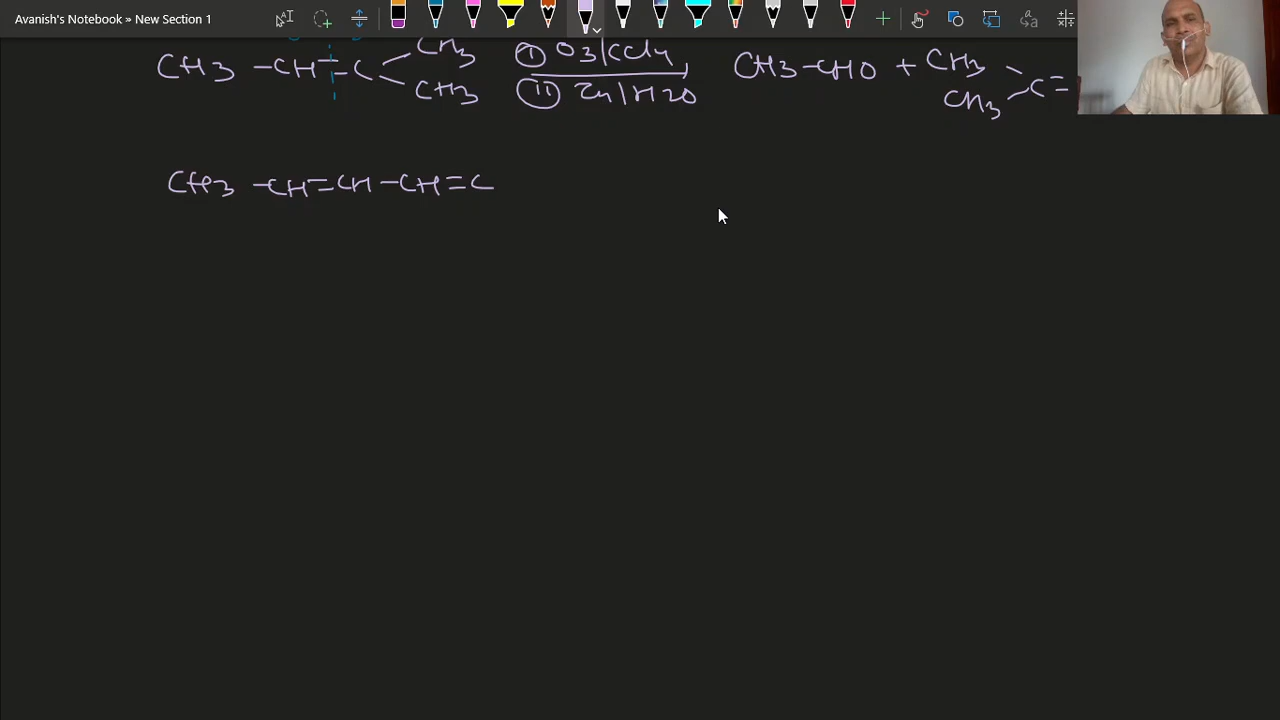 Avanish's Notebook » New Section 1
CH3 -CH = C CH3 CH3 (I) O3/CCl4 (II) Zn/H2O CH3-CHO + CH3 CH3 C=
CH3 -CH=CH-CH=C